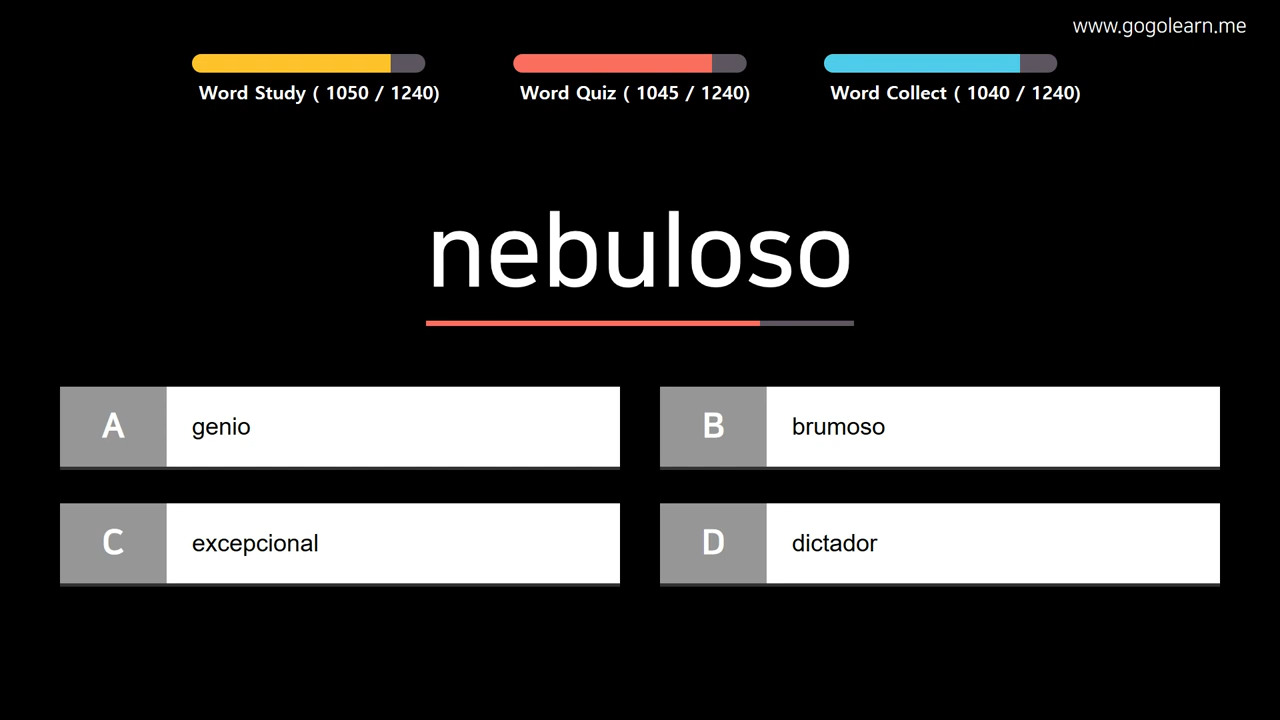 www.gogolearn.me
Word Study ( 1050 / 1240)
Word Quiz ( 1045 / 1240)
Word Collect ( 1040 / 1240)
nebuloso
A genio
B brumoso
C excepcional
D dictador